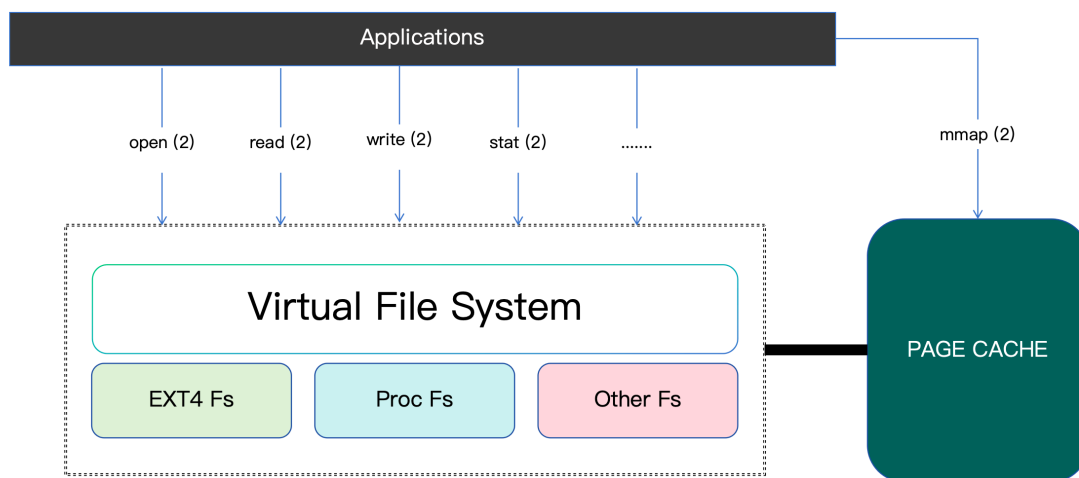 Applications
open (2)
read (2)
write (2)
stat (2)
.......
mmap (2)
Virtual File System
PAGE CACHE
EXT4 Fs
Proc Fs
Other Fs